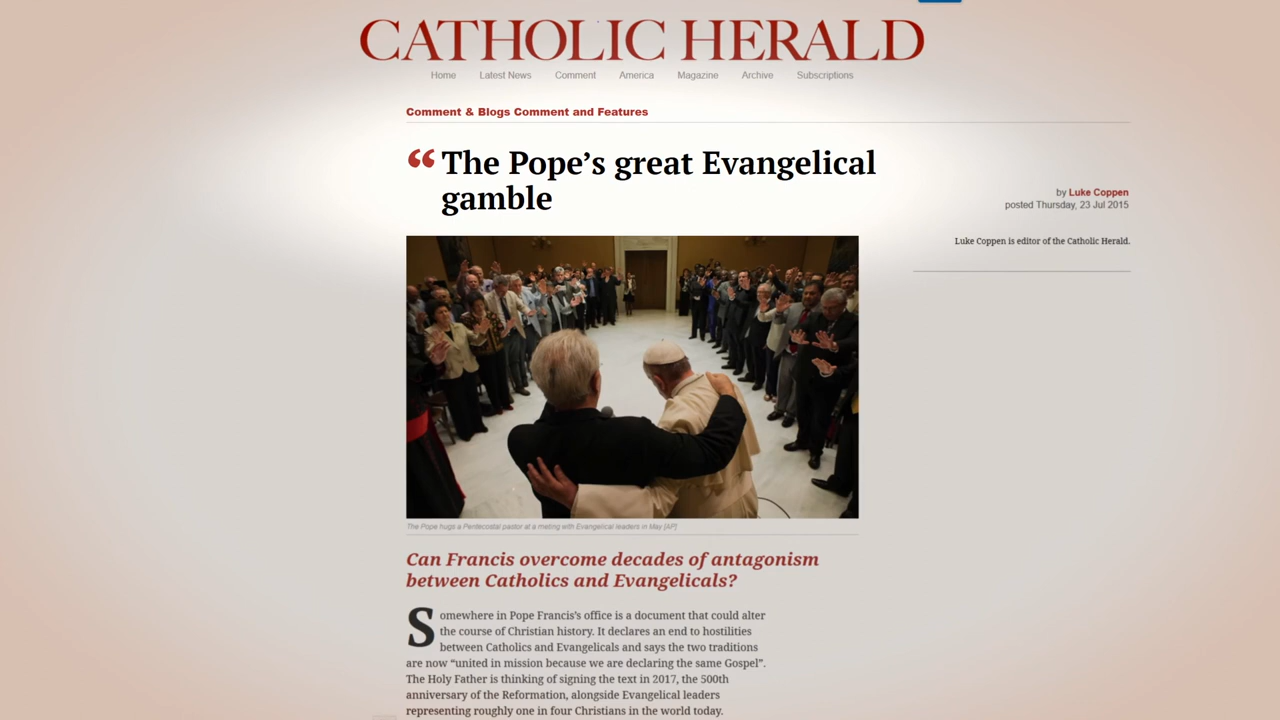 CATHOLIC HERALD
Home Latest News Comment America Magazine Archive Subscriptions
Comment & Blogs Comment and Features
“ The Pope’s great Evangelical
gamble
by Luke Coppen
posted Thursday, 23 Jul 2015
Luke Coppen is editor of the Catholic Herald.
The Pope hugs a Pentecostal pastor at a meting with Evangelical leaders in May [AP]
Can Francis overcome decades of antagonism
between Catholics and Evangelicals?
Somewhere in Pope Francis’s office is a document that could alter
the course of Christian history. It declares an end to hostilities
between Catholics and Evangelicals and says the two traditions
are now “united in mission because we are declaring the same Gospel”.
The Holy Father is thinking of signing the text in 2017, the 500th
anniversary of the Reformation, alongside Evangelical leaders
representing roughly one in four Christians in the world today.